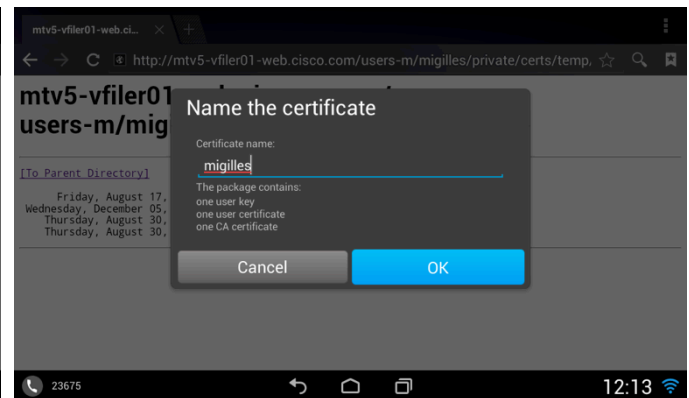 mtv5-vfiler01-web.ci...
http://mtv5-vfiler01-web.cisco.com/users-m/migilles/private/certs/temp,
mtv5-vfiler01
users-m/mig
Name the certificate
Certificate name:
migilles
[To Parent Directory]
The package contains:
one user key
one user certificate
one CA certificate
Friday, August 17,
Wednesday, December 05,
Thursday, August 30,
Thursday, August 30,
Cancel
OK
23675
12:13